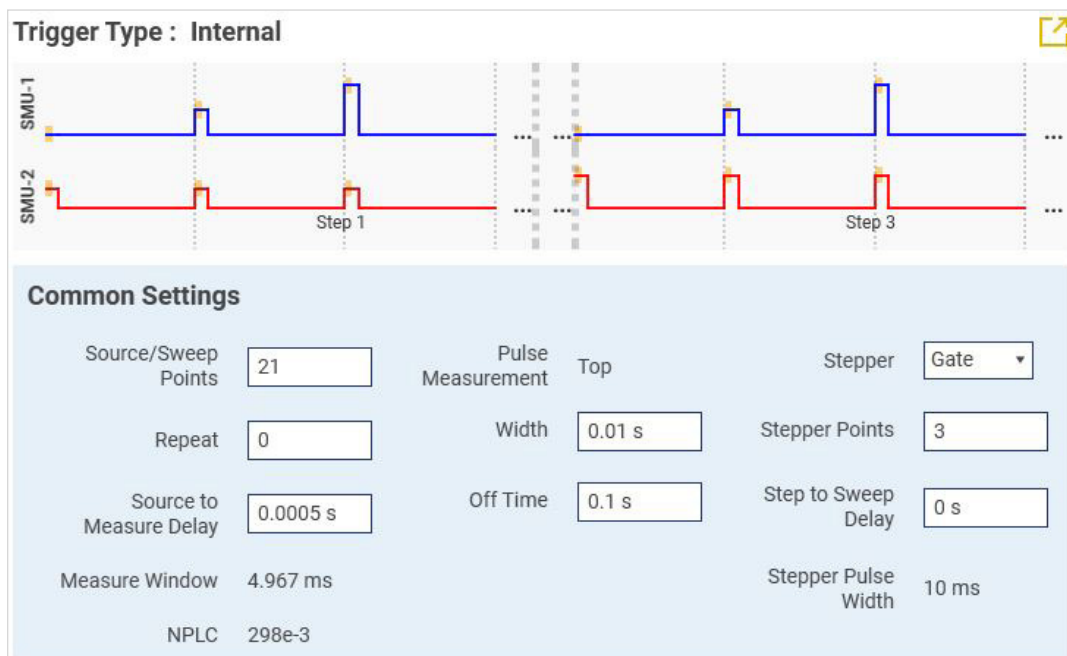 Trigger Type : Internal
SMU-1
... ...
...
SMU-2
... ...
...
Step 1
Step 3
Common Settings
Source/Sweep
Points
21
Pulse
Measurement
Top
Stepper
Gate
Repeat
0
Width
0.01 s
Stepper Points
3
Source to
Measure Delay
0.0005 s
Off Time
0.1 s
Step to Sweep
Delay
0 s
Measure Window
4.967 ms
Stepper Pulse
Width
10 ms
NPLC
298e-3